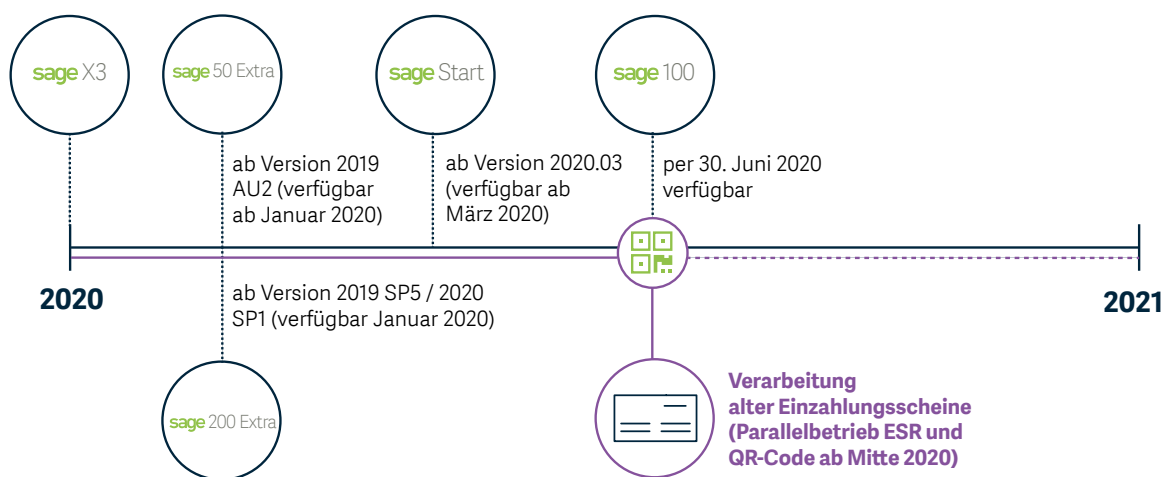 sage X3
sage 50 Extra
sage Start
sage 100
ab Version 2019
AU2 (verfügbar
ab Januar 2020)
ab Version 2020.03
(verfügbar ab
März 2020)
per 30. Juni 2020
verfügbar
2020
2021
ab Version 2019 SP5 / 2020
SP1 (verfügbar Januar 2020)
sage 200 Extra
Verarbeitung
alter Einzahlungsscheine
(Parallelbetrieb ESR und
QR-Code ab Mitte 2020)